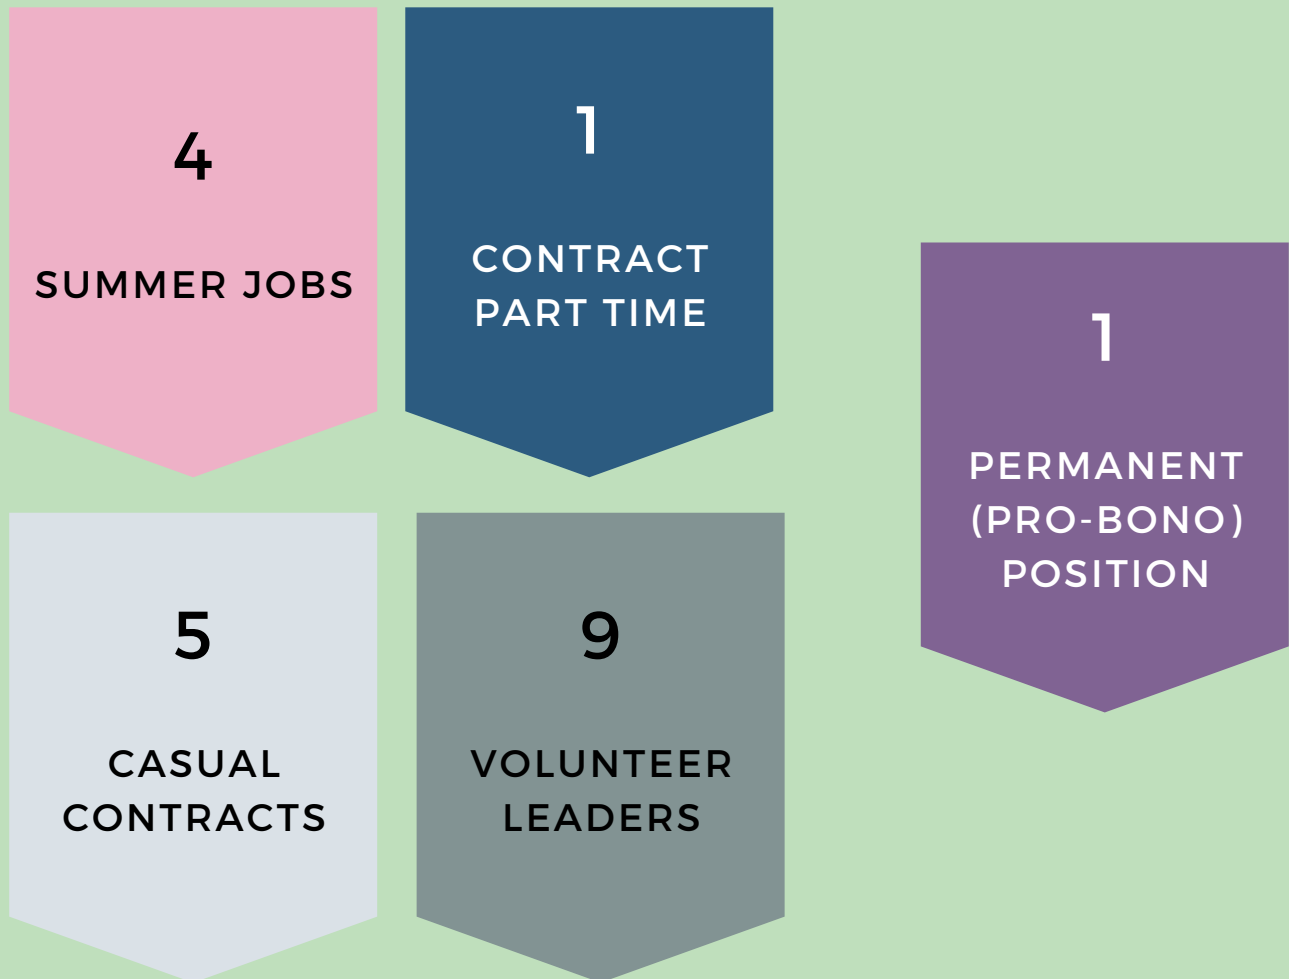 4
SUMMER JOBS
1
CONTRACT
PART TIME
1
PERMANENT
(PRO-BONO)
POSITION
5
CASUAL
CONTRACTS
9
VOLUNTEER
LEADERS